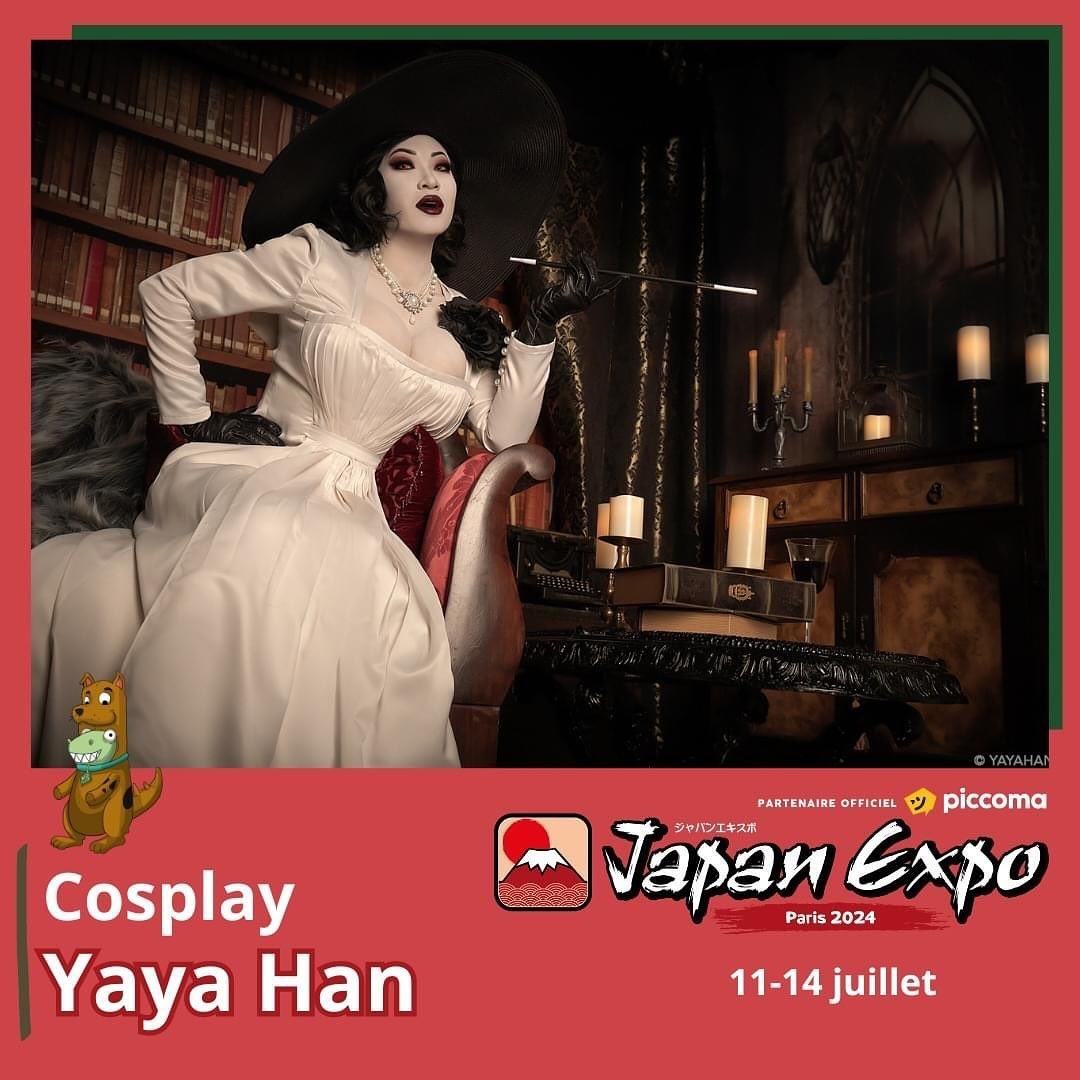 © YAYAHAN
PARTENAIRE OFFICIEL piccoma
ジャパンエキスポ
Japan Expo
Paris 2024
Cosplay
Yaya Han
11-14 juillet